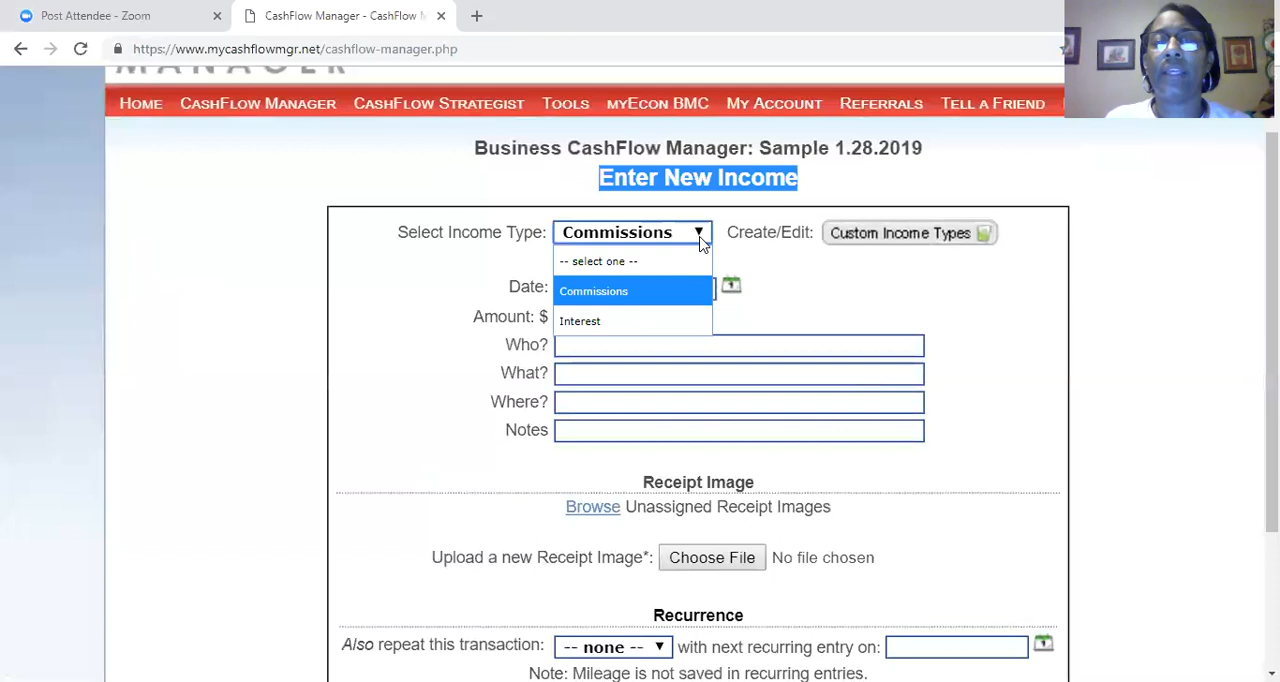 Post Attendee - Zoom
CashFlow Manager - CashFlow M
https://www.mycashflowmgr.net/cashflow-manager.php
MANAGER
HOME CASHFLOW MANAGER CASHFLOW STRATEGIST TOOLS MYECON BMC MY ACCOUNT REFERRALS TELL A FRIEND
Business CashFlow Manager: Sample 1.28.2019
Enter New Income
Select Income Type: Commissions Create/Edit: Custom Income Types
-- select one --
Date:
Commissions
Amount: $
Interest
Who?
What?
Where?
Notes
Receipt Image
Browse Unassigned Receipt Images
Upload a new Receipt Image*: Choose File No file chosen
Recurrence
Also repeat this transaction: -- none -- with next recurring entry on:
Note: Mileage is not saved in recurring entries.